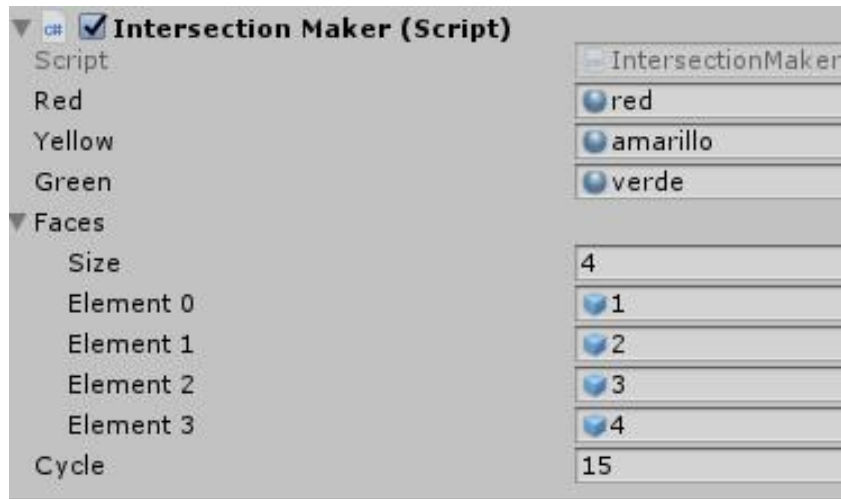 c# Intersection Maker (Script)
Script IntersectionMaker
Red red
Yellow amarillo
Green verde
Faces
Size 4
Element 0 1
Element 1 2
Element 2 3
Element 3 4
Cycle 15